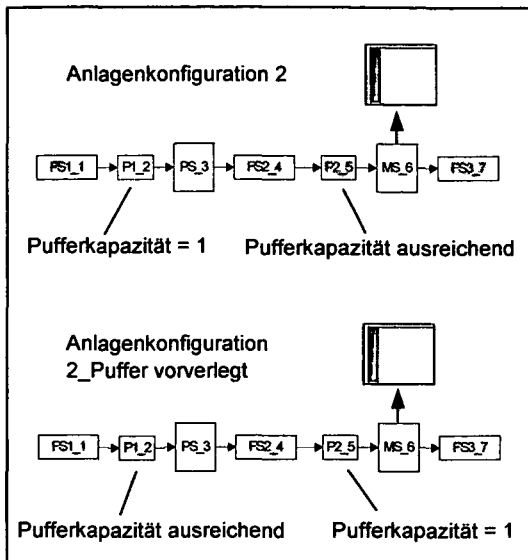 Anlagenkonfiguration 2
FS1_1 P1_2 PS_3 FS2_4 P2_5 MS_6 FS3_7
Pufferkapazität = 1 Pufferkapazität ausreichend
Anlagenkonfiguration
2_Puffer vorverlegt
FS1_1 P1_2 PS_3 FS2_4 P2_5 MS_6 FS3_7
Pufferkapazität ausreichend Pufferkapazität = 1